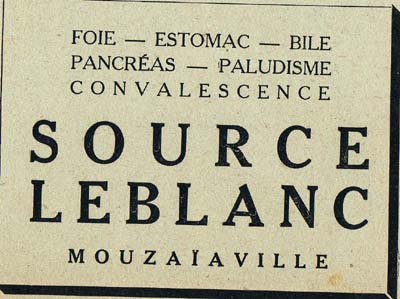 FOIE — ESTOMAC — BILE
PANCRÉAS — PALUDISME
CONVALESCENCE
SOURCE
LEBLANC
MOUZAÏAVILLE